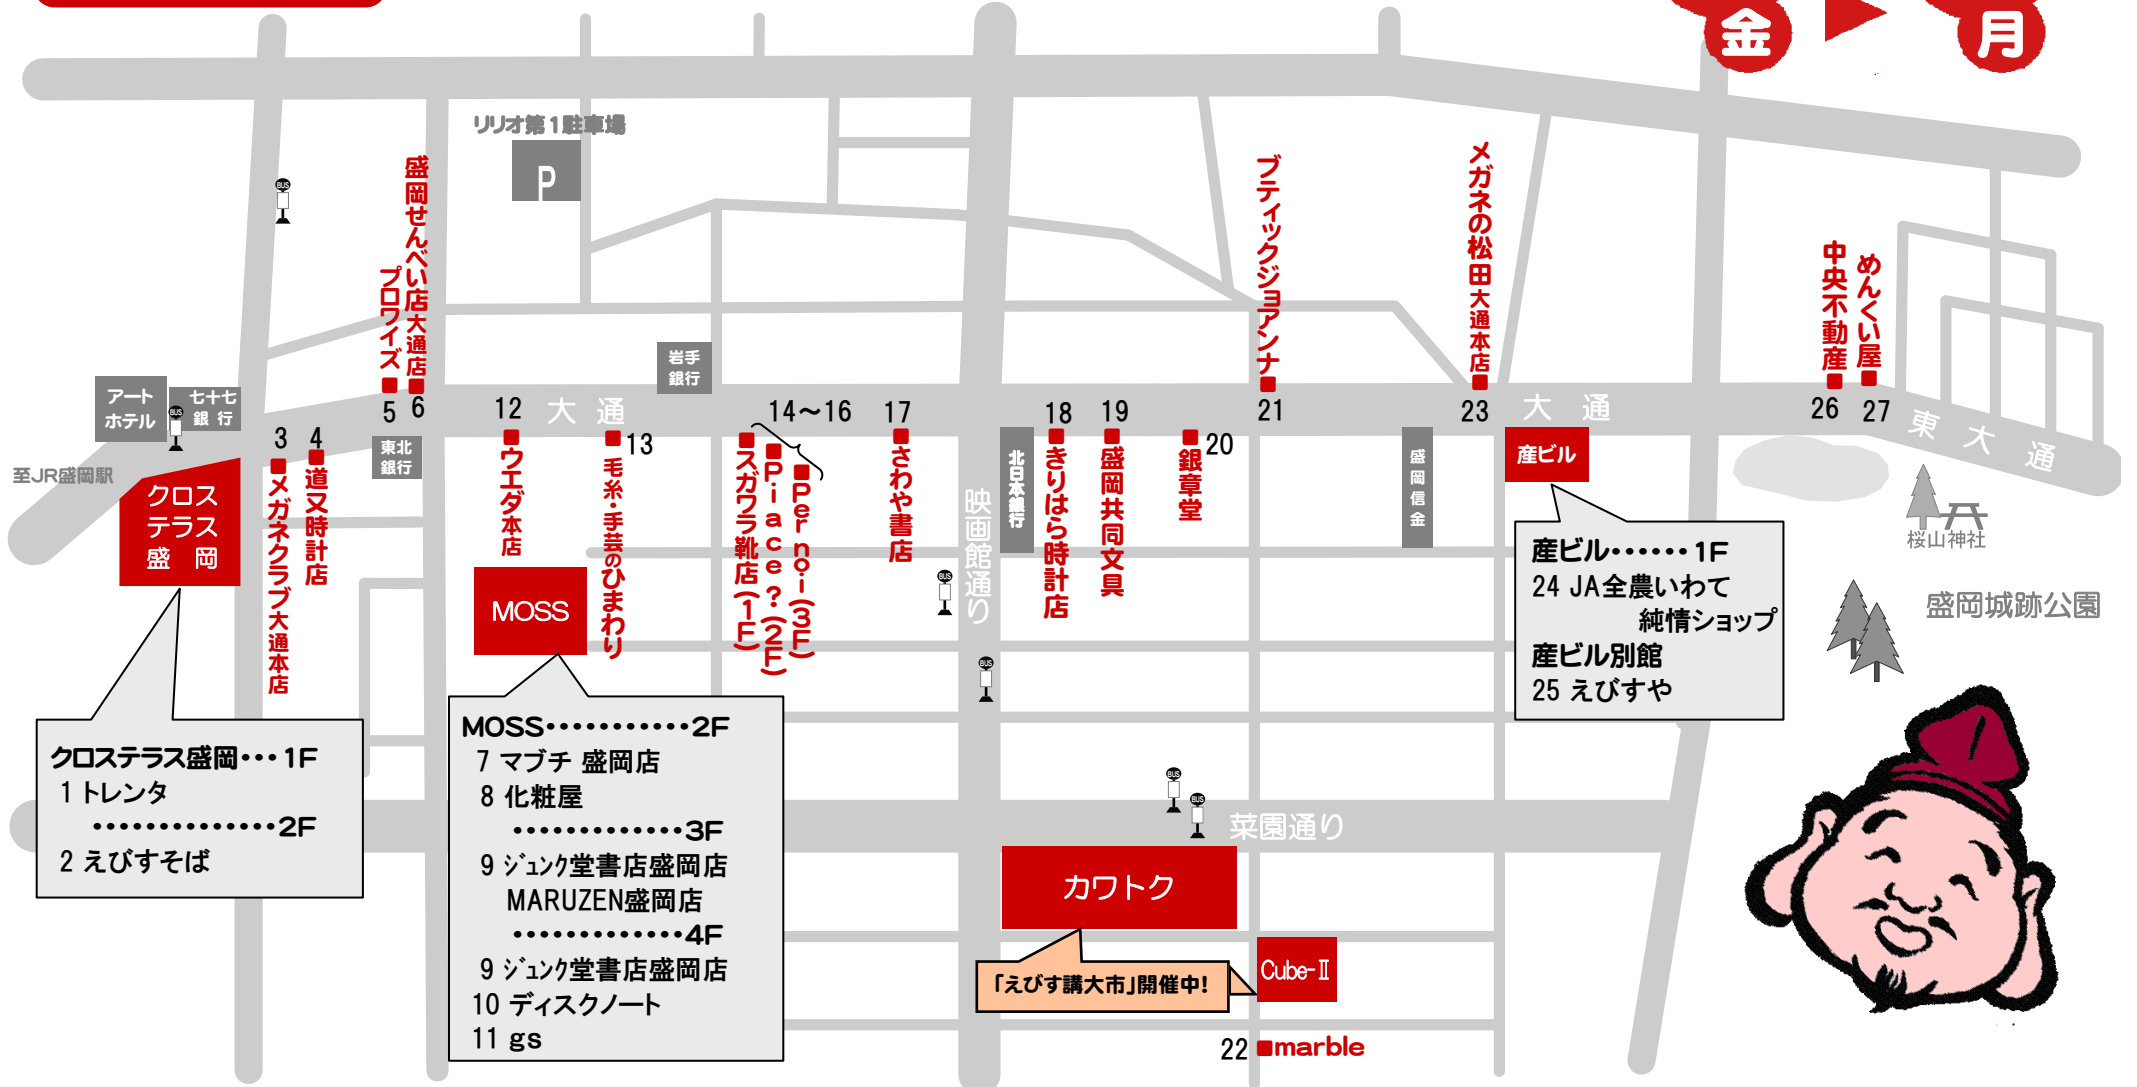 金
月
リリオ第1駐車場
P
盛岡せんべい店大通店
プロワイズ
ブティックジョアンナ
メガネの松田大通本店
中央不動産
めんくい屋
岩手
銀行
アート
ホテル
BUS
七十七
銀 行
3
4
5
6
12
大 通
13
14〜16
17
18
19
20
21
23
大 通
26
27
東 大 通
東北
銀行
至JR盛岡駅
クロス
テラス
盛 岡
メガネクラブ大通本店
道又時計店
ウエダ本店
毛糸・手芸のひまわり
スガワラ靴店(1F)
Piace?(2F)
Per noi(3F)
さわや書店
映画館通り
北日本銀行
きりはら時計店
盛岡共同文具
銀章堂
盛岡信金
産ビル
産ビル‥‥‥1F
24 JA全農いわて
純情ショップ
産ビル別館
25 えびすや
桜山神社
盛岡城跡公園
MOSS
クロステラス盛岡･･･1F
1 トレンタ
･･････････････2F
2 えびすそば
MOSS･･･････････2F
7 マブチ 盛岡店
8 化粧屋
･････････････3F
9 ジュンク堂書店盛岡店
MARUZEN盛岡店
･････････････4F
9 ジュンク堂書店盛岡店
10 ディスクノート
11 gs
BUS
BUS
BUS
BUS
BUS
菜園通り
カワトク
「えびす講大市」開催中!
Cube-Ⅱ
22 marble